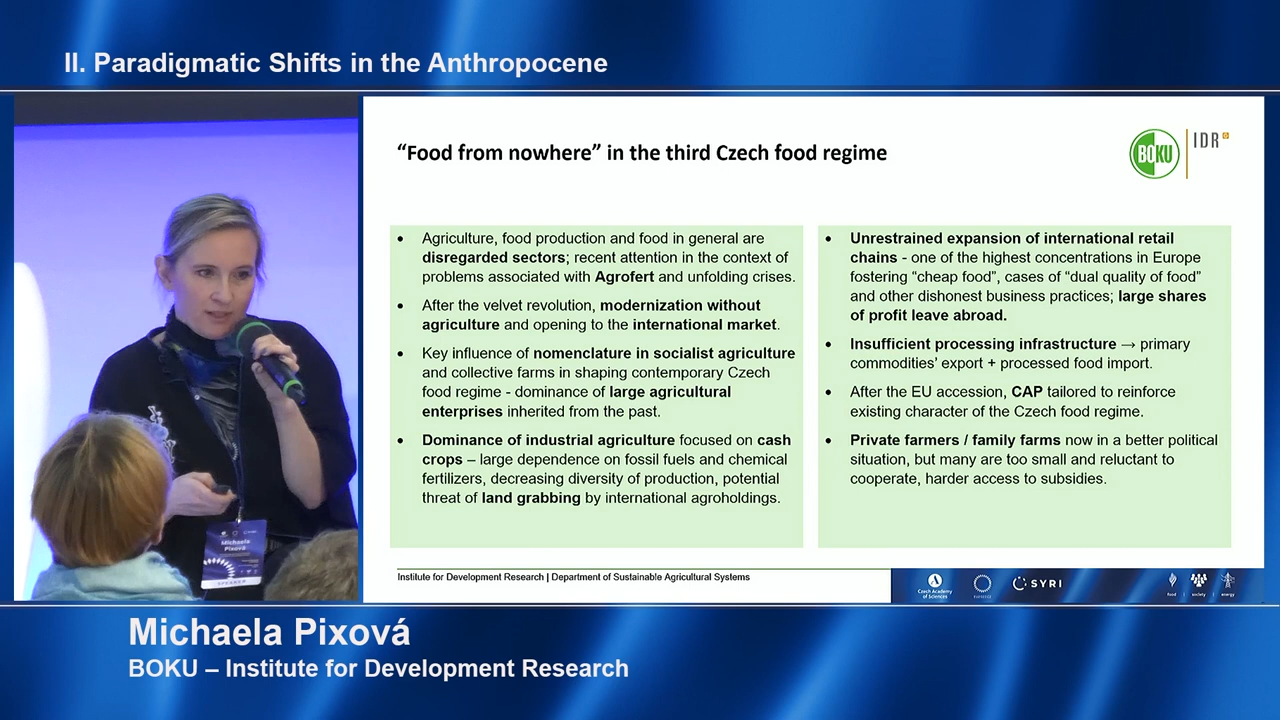 II. Paradigmatic Shifts in the Anthropocene
“Food from nowhere” in the third Czech food regime
BOKU
IDR
• Agriculture, food production and food in general are
disregarded sectors; recent attention in the context of
problems associated with Agrofert and unfolding crises.
• After the velvet revolution, modernization without
agriculture and opening to the international market.
• Key influence of nomenclature in socialist agriculture
and collective farms in shaping contemporary Czech
food regime - dominance of large agricultural
enterprises inherited from the past.
• Dominance of industrial agriculture focused on cash
crops – large dependence on fossil fuels and chemical
fertilizers, decreasing diversity of production, potential
threat of land grabbing by international agroholdings.
• Unrestrained expansion of international retail
chains - one of the highest concentrations in Europe
fostering “cheap food”, cases of “dual quality of food”
and other dishonest business practices; large shares
of profit leave abroad.
• Insufficient processing infrastructure → primary
commodities’ export + processed food import.
• After the EU accession, CAP tailored to reinforce
existing character of the Czech food regime.
• Private farmers / family farms now in a better political
situation, but many are too small and reluctant to
cooperate, harder access to subsidies.
Michaela
Pixová
SPEAKER
Institute for Development Research | Department of Sustainable Agricultural Systems
Czech Academy
of Sciences
SYRI
food | society | energy
Michaela Pixová
BOKU – Institute for Development Research